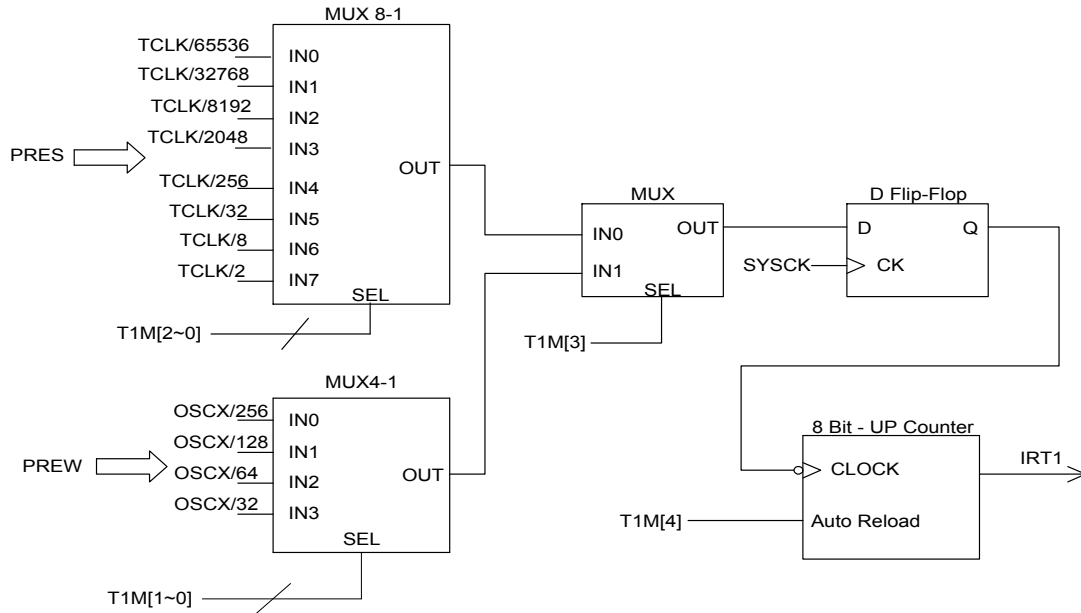 MUX 8-1
TCLK/65536
IN0
TCLK/32768
IN1
TCLK/8192
IN2
TCLK/2048
IN3
PRES
TCLK/256
IN4
TCLK/32
IN5
TCLK/8
IN6
TCLK/2
IN7
OUT
SEL
T1M[2~0]
MUX
IN0
OUT
IN1
SEL
T1M[3]
D Flip-Flop
D
Q
SYSCK
CK
MUX4-1
OSCX/256
IN0
OSCX/128
IN1
PREW
OSCX/64
IN2
OSCX/32
IN3
OUT
SEL
T1M[1~0]
8 Bit - UP Counter
CLOCK
IRT1
T1M[4]
Auto Reload